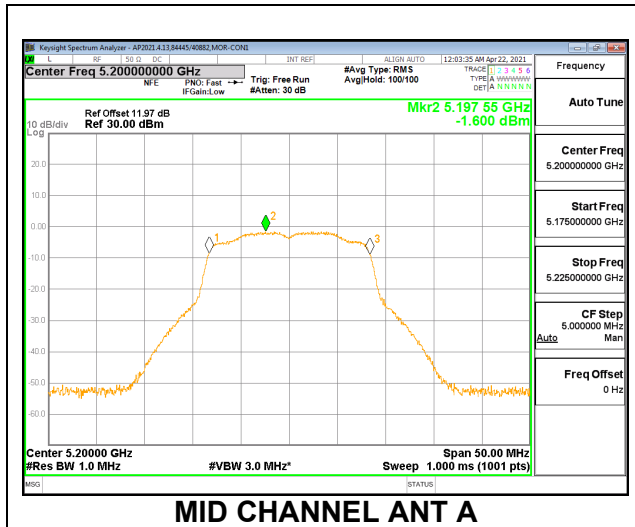 Keysight Spectrum Analyzer - AP2021.4.13,84445/40882,MOR-CON1
L RF 50 Ω DC INT REF ALIGN AUTO 12:03:35 AM Apr 22, 2021
Center Freq 5.200000000 GHz
NFE
PNO: Fast
IFGain:Low
Trig: Free Run
#Atten: 30 dB
#Avg Type: RMS
Avg|Hold: 100/100
TRACE 1 2 3 4 5 6
TYPE A WWWWW
DET A N N N N N
Ref Offset 11.97 dB
10 dB/div Ref 30.00 dBm
Log
Mkr2 5.197 55 GHz
-1.600 dBm
20.0
10.0
0.00
-10.0
-20.0
-30.0
-40.0
-50.0
-60.0
1
2
3
Center 5.20000 GHz
#Res BW 1.0 MHz
#VBW 3.0 MHz*
Span 50.00 MHz
Sweep 1.000 ms (1001 pts)
MSG
STATUS
Frequency
Auto Tune
Center Freq
5.200000000 GHz
Start Freq
5.175000000 GHz
Stop Freq
5.225000000 GHz
CF Step
5.000000 MHz
Auto Man
Freq Offset
0 Hz
MID CHANNEL ANT A